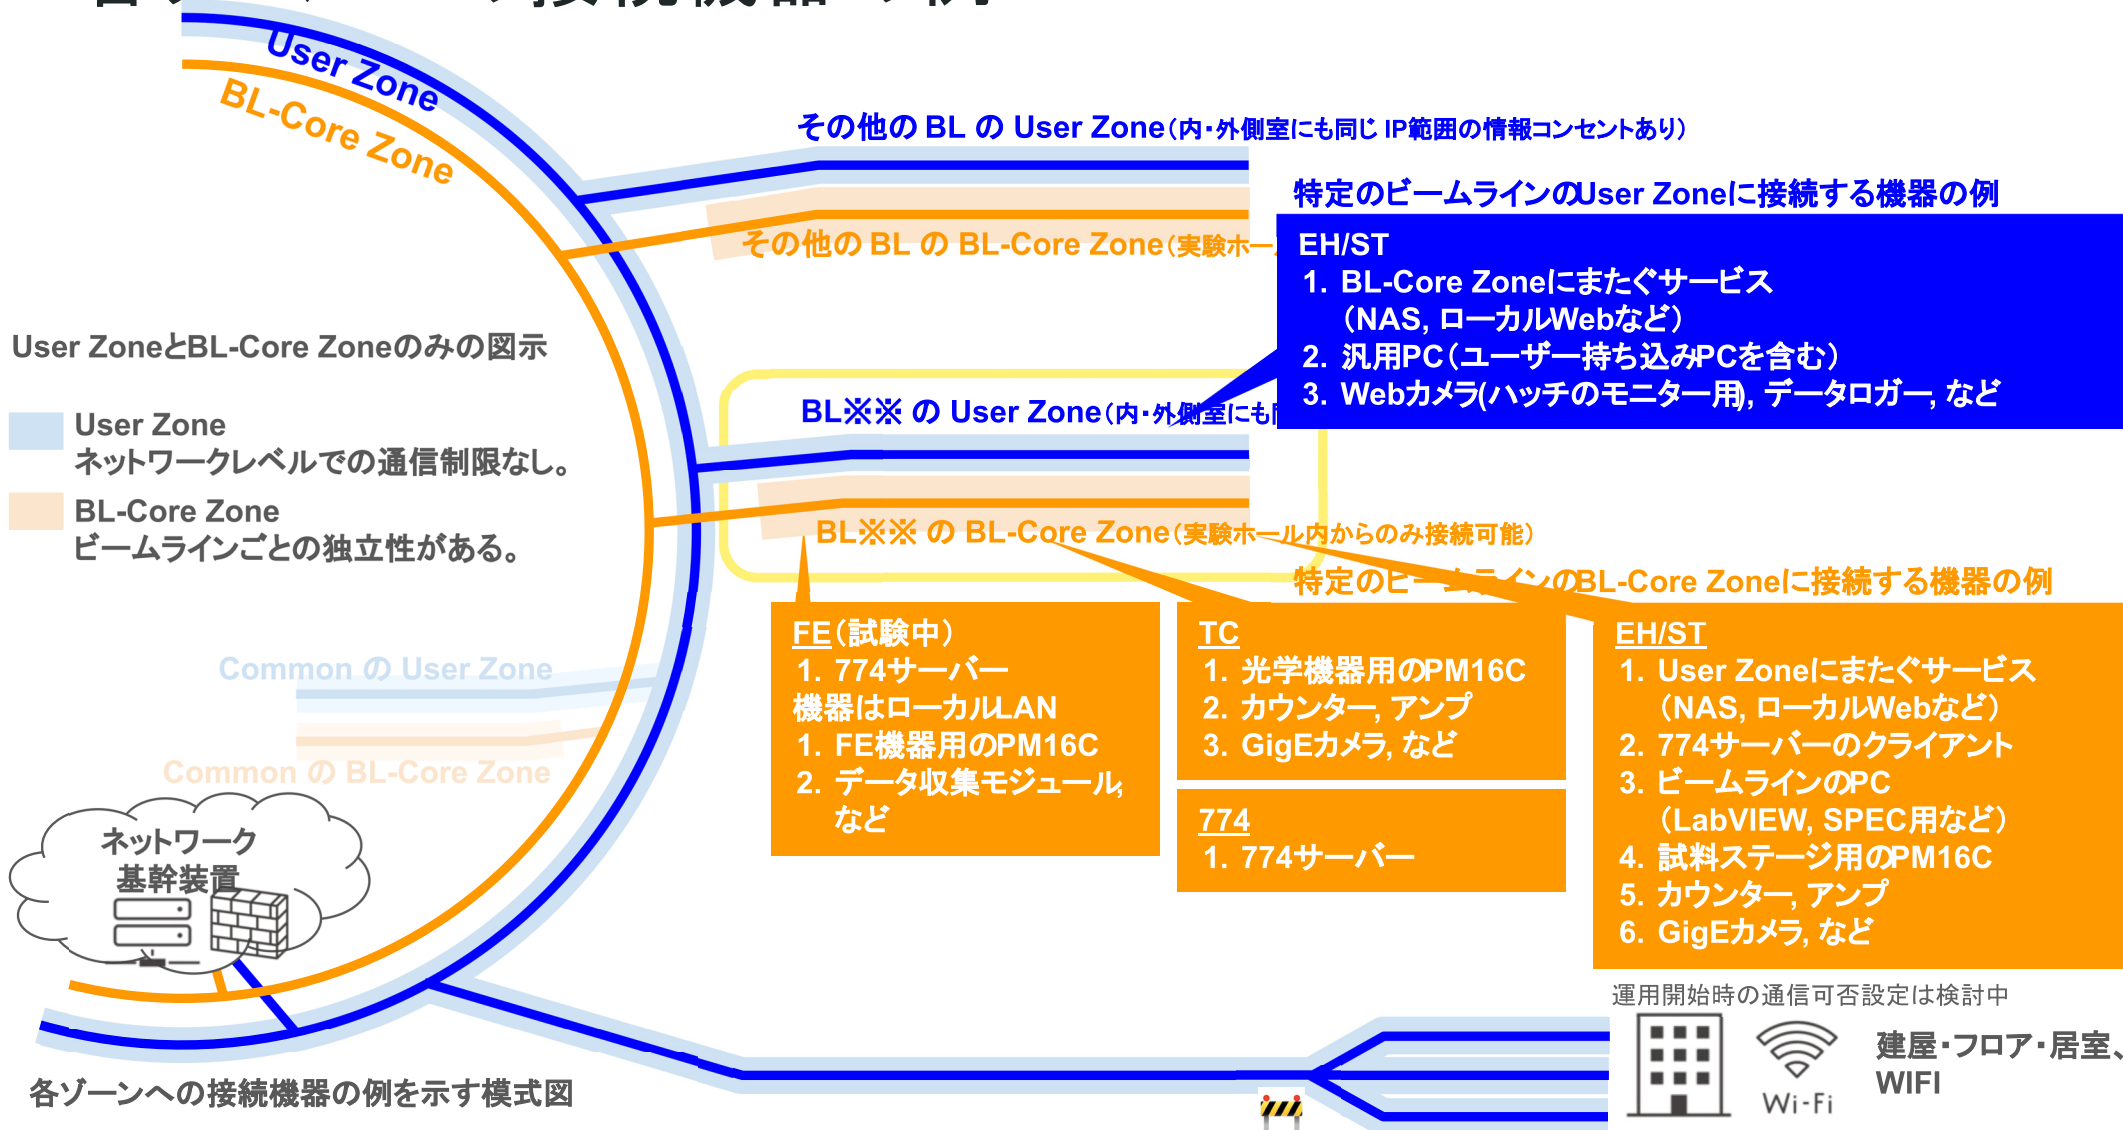 User Zone
BL-Core Zone
その他の BL の User Zone（内・外側室にも同じ IP範囲の情報コンセントあり）
その他の BL の BL-Core Zone（実験ホー
特定のビームラインのUser Zoneに接続する機器の例
EH/ST
1. BL-Core Zoneにまたぐサービス
（NAS, ローカルWebなど）
2. 汎用PC（ユーザー持ち込みPCを含む）
3. Webカメラ(ハッチのモニター用), データロガー, など
User ZoneとBL-Core Zoneのみの図示
User Zone
ネットワークレベルでの通信制限なし。
BL-Core Zone
ビームラインごとの独立性がある。
BL※※ の User Zone（内・外側室にも
BL※※ の BL-Core Zone（実験ホール内からのみ接続可能）
特定のビームラインのBL-Core Zoneに接続する機器の例
FE（試験中）
1. 774サーバー
機器はローカルLAN
1. FE機器用のPM16C
2. データ収集モジュール,
など
TC
1. 光学機器用のPM16C
2. カウンター, アンプ
3. GigEカメラ, など
774
1. 774サーバー
EH/ST
1. User Zoneにまたぐサービス
（NAS, ローカルWebなど）
2. 774サーバーのクライアント
3. ビームラインのPC
（LabVIEW, SPEC用など）
4. 試料ステージ用のPM16C
5. カウンター, アンプ
6. GigEカメラ, など
Common の User Zone
Common の BL-Core Zone
ネットワーク
基幹装置
運用開始時の通信可否設定は検討中
Wi-Fi
建屋・フロア・居室、
WIFI
各ゾーンへの接続機器の例を示す模式図